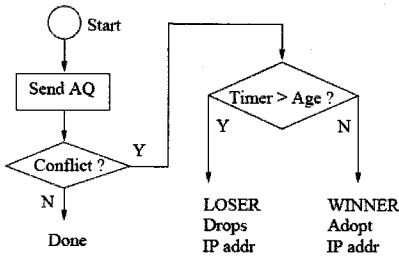 Start
Send AQ
Conflict ?
Y
N
Done
Timer > Age ?
Y
N
LOSER
Drops
IP addr
WINNER
Adopt
IP addr